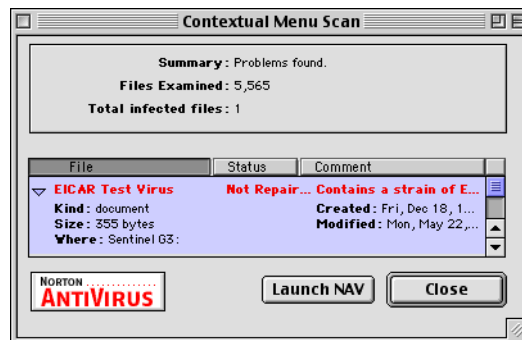 Contextual Menu Scan
Summary: Problems found.
Files Examined: 5,565
Total infected files: 1
File Status Comment
EICAR Test Virus Not Repair... Contains a strain of E...
Kind: document Created: Fri, Dec 18, 1...
Size: 355 bytes Modified: Mon, May 22,...
Where: Sentinel G3:
NORTON
ANTIVIRUS
Launch NAV Close